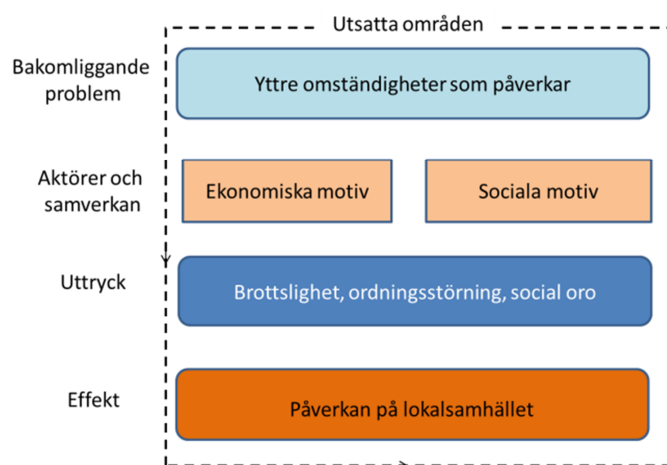 Utsatta områden
Bakomliggande
problem
Yttre omständigheter som påverkar
Aktörer och
samverkan
Ekonomiska motiv
Sociala motiv
Uttryck
Brottslighet, ordningsstörning, social oro
Effekt
Påverkan på lokalsamhället